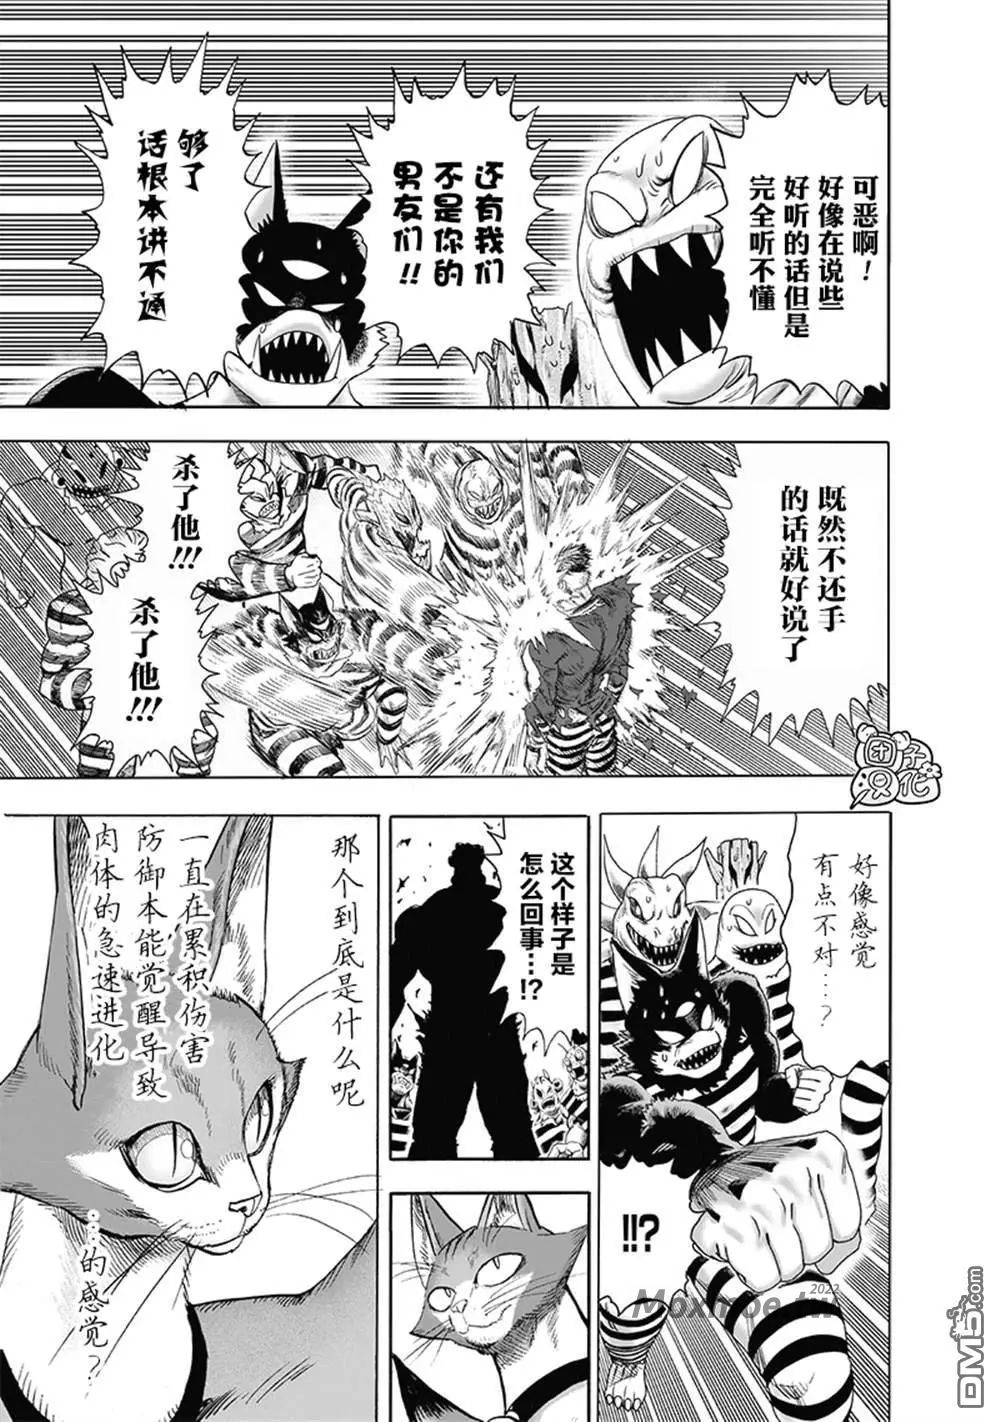 可恶啊！
好像在说些
好听的话但是
完全听不懂
还有我们
不是你的
男友们!!
够了
话根本讲不通
既然不还手
的话就好说了
杀了他!!!
杀了他!!!
团子
汉化
好像感觉
有点不对…?
!!?
这个样子是
怎么回事…!?
那个到底是什么呢
一直在累积伤害
防御本能觉醒导致
肉体的急速进化
…的感觉?
2022
Moximoe.tw
DM5.com